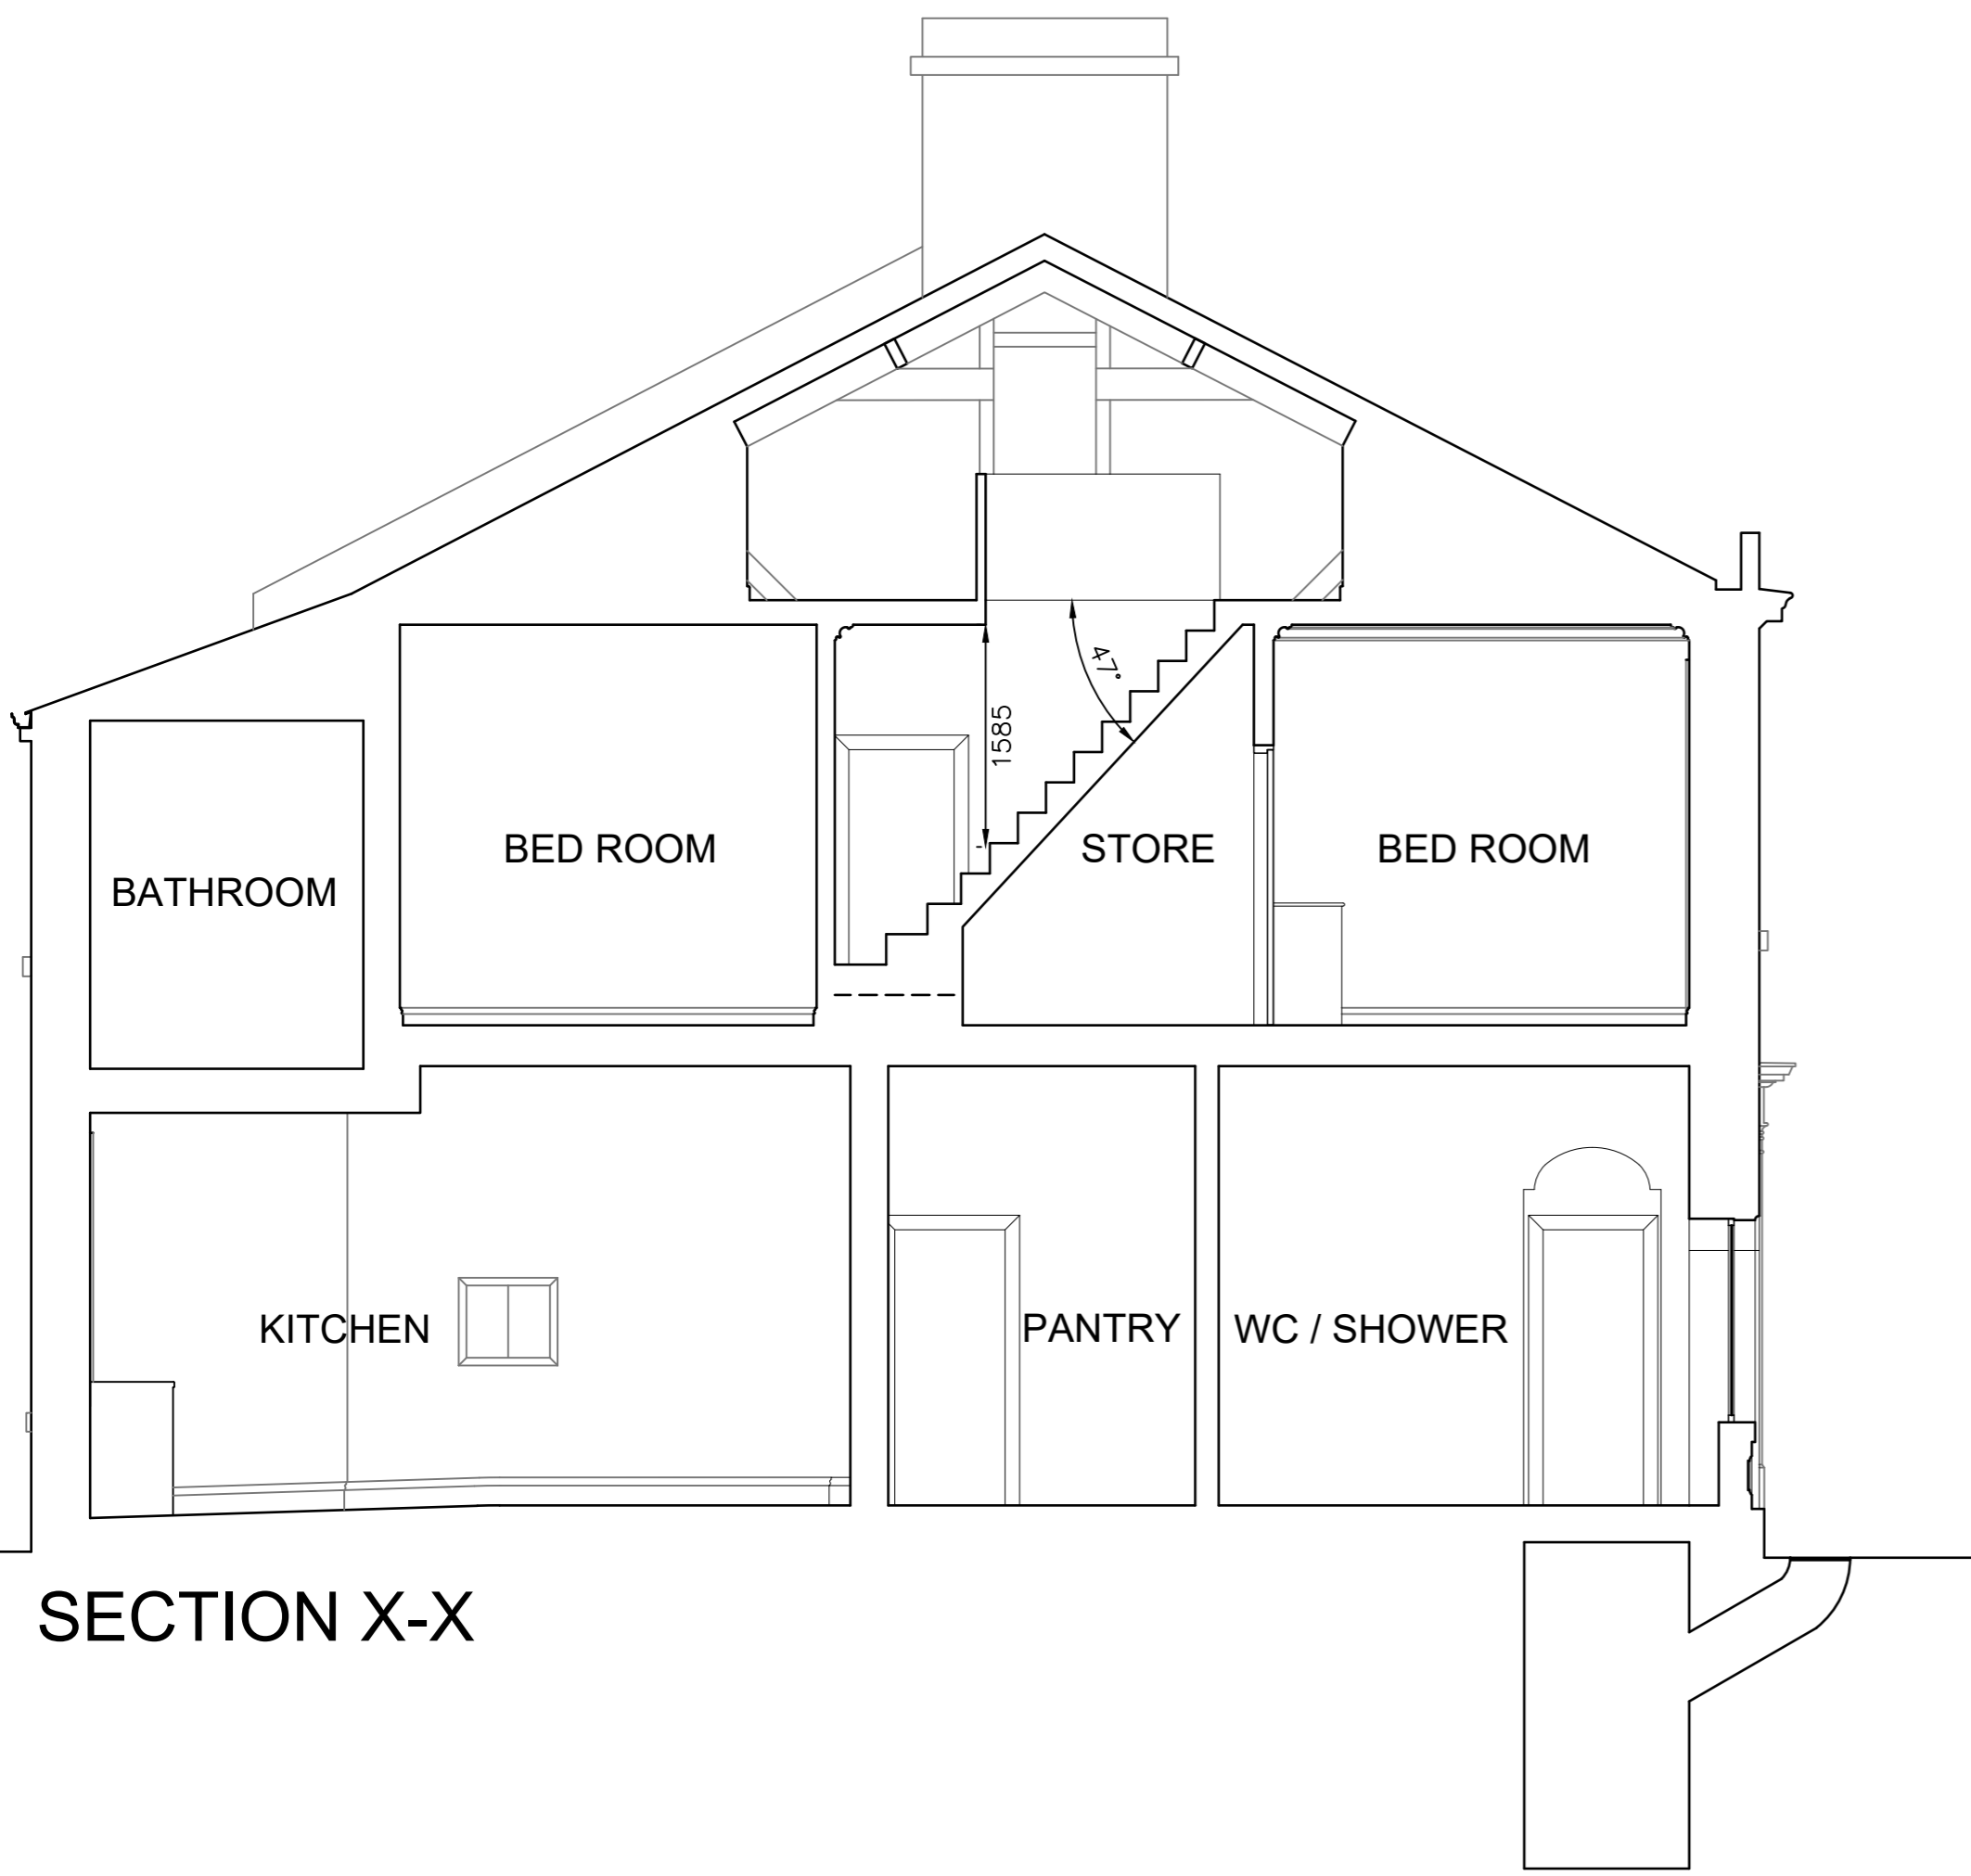 47°
1585
BED ROOM
STORE
BED ROOM
BATHROOM
KITCHEN
PANTRY
WC / SHOWER
SECTION X-X